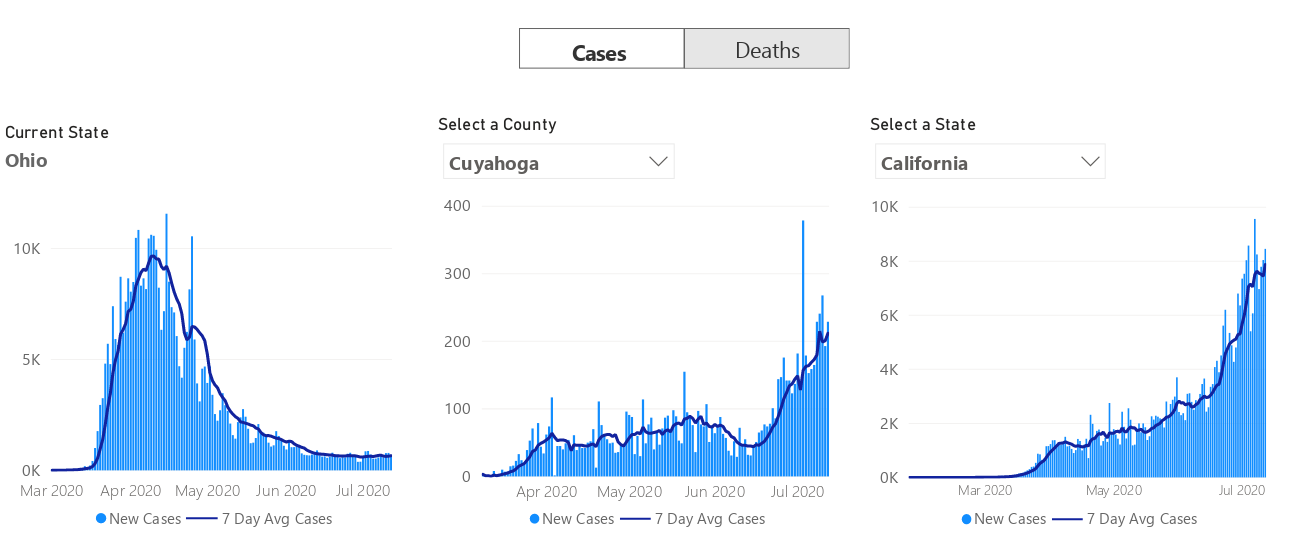 Cases
Deaths
Current State
Ohio
10K
5K
0K
Mar 2020 Apr 2020 May 2020 Jun 2020 Jul 2020
New Cases 7 Day Avg Cases
Select a County
Cuyahoga
400
300
200
100
0
Apr 2020 May 2020 Jun 2020 Jul 2020
New Cases 7 Day Avg Cases
Select a State
California
10K
8K
6K
4K
2K
0K
Mar 2020 May 2020 Jul 2020
New Cases 7 Day Avg Cases